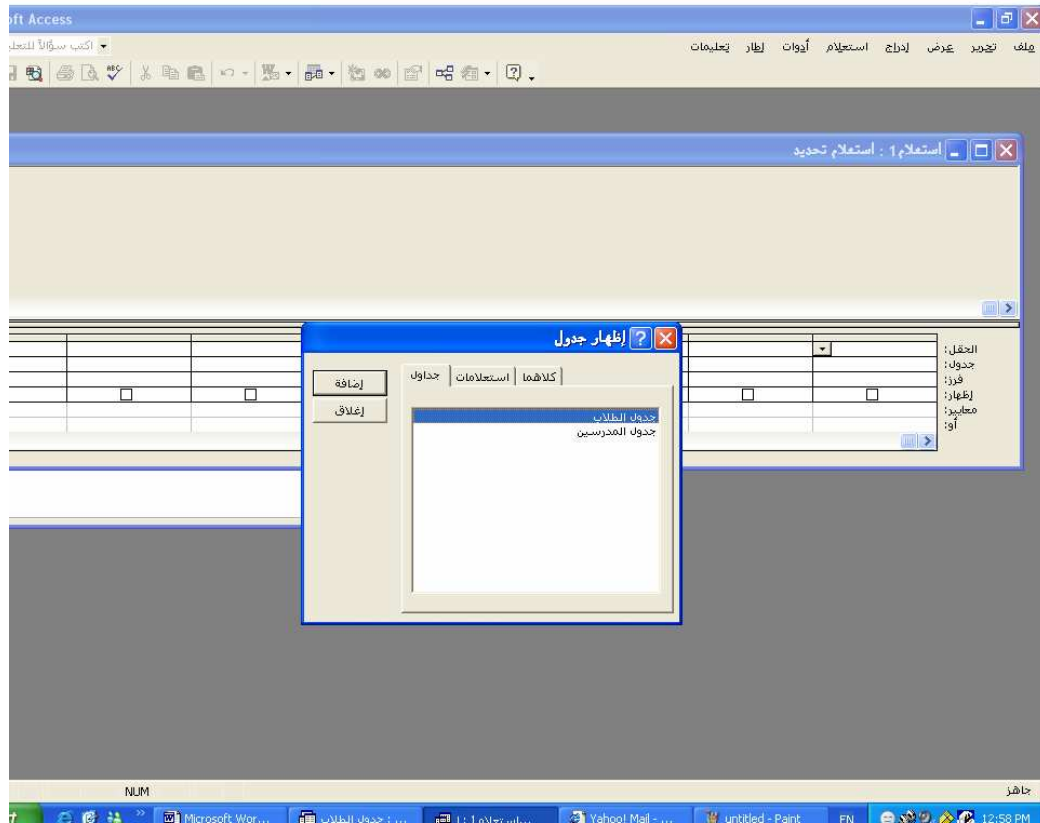 oft Access
ملف تحرير عرض إدراج استعلام أدوات إطار تعليمات
اكتب سؤالاً للتعلي
استعلام1 : استعلام تحديد
إظهار جدول
جداول استعلامات كلاهما
إضافة
إغلاق
جدول الطلاب
جدول المدرسين
الحقل:
جدول:
فرز:
إظهار:
معايير:
أو:
جاهز
NUM
Microsoft Wor...
جدول الطلاب : ...
Yahoo! Mail - ...
untitled - Paint
EN
12:58 PM